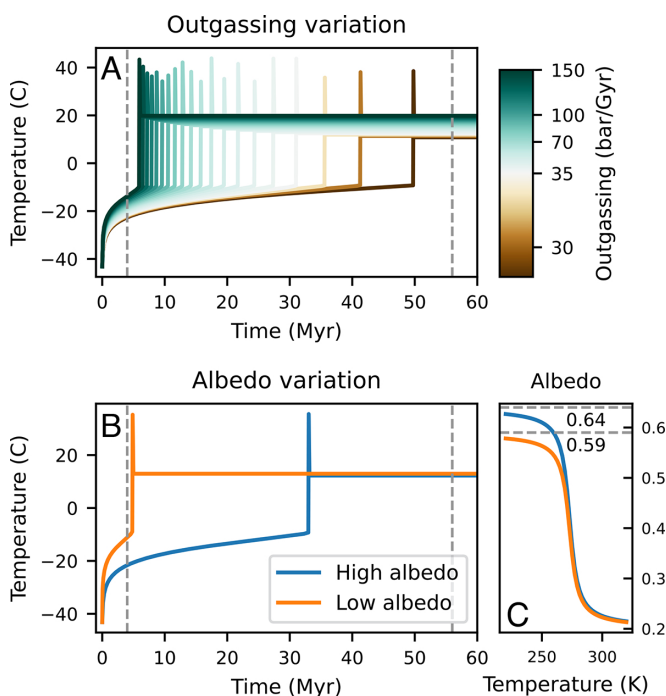 Outgassing variation
A
Temperature (C)
40
20
0
−20
−40
0 10 20 30 40 50 60
Time (Myr)
150
100
70
35
30
Outgassing (bar/Gyr)
Albedo variation
B
Temperature (C)
20
0
−20
−40
0 10 20 30 40 50 60
Time (Myr)
High albedo
Low albedo
Albedo
0.64
0.59
C
0.6
0.5
0.4
0.3
0.2
250 300
Temperature (K)